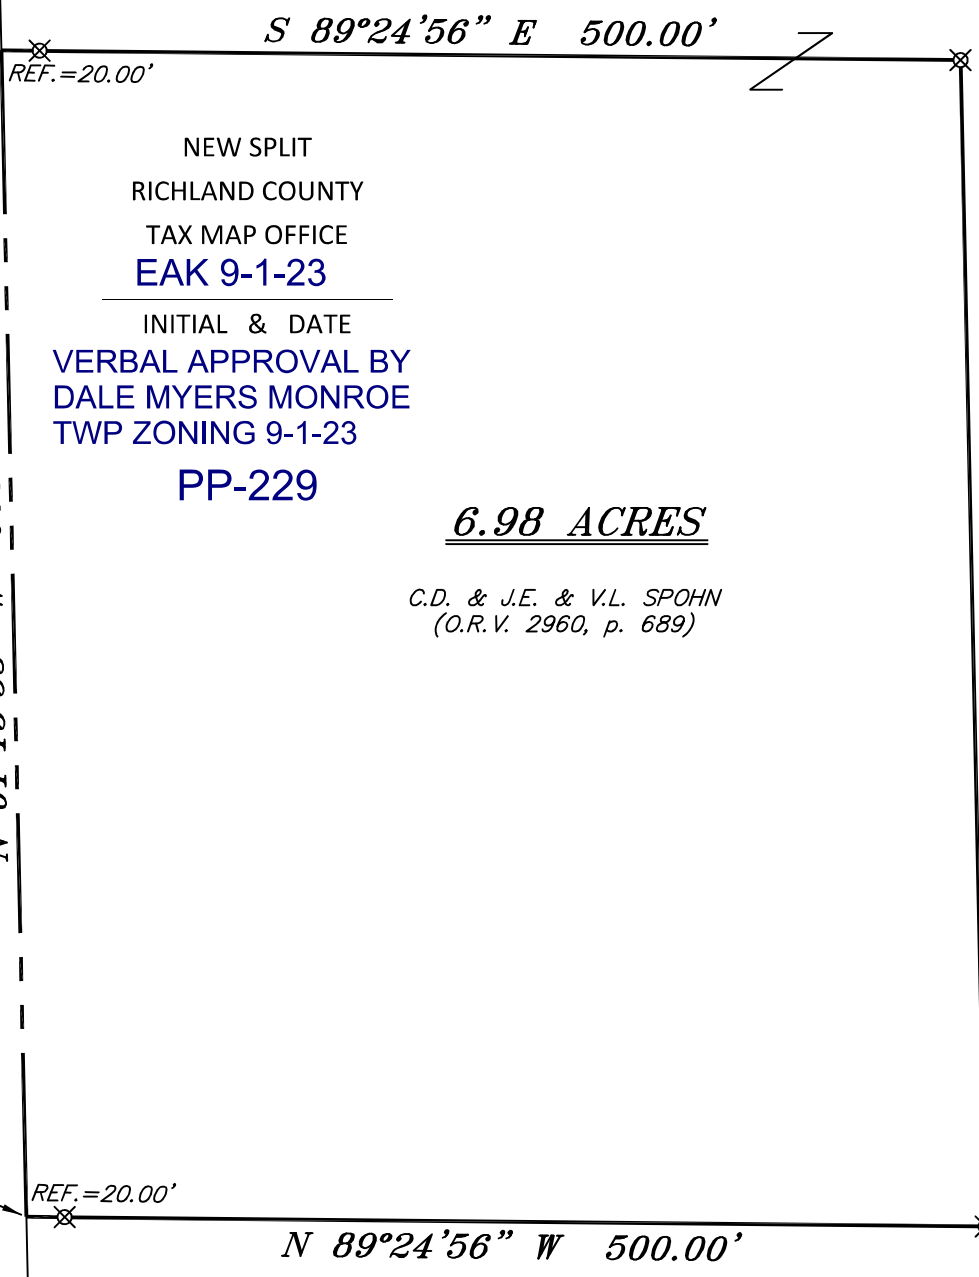 S 89°24'56" E 500.00'
REF.=20.00'
NEW SPLIT
RICHLAND COUNTY
TAX MAP OFFICE
EAK 9-1-23
INITIAL & DATE
VERBAL APPROVAL BY
DALE MYERS MONROE
TWP ZONING 9-1-23
PP-229
6.98 ACRES
C.D. & J.E. & V.L. SPOHN
(O.R.V. 2960, p. 689)
REF.=20.00'
N 89°24'56" W 500.00'